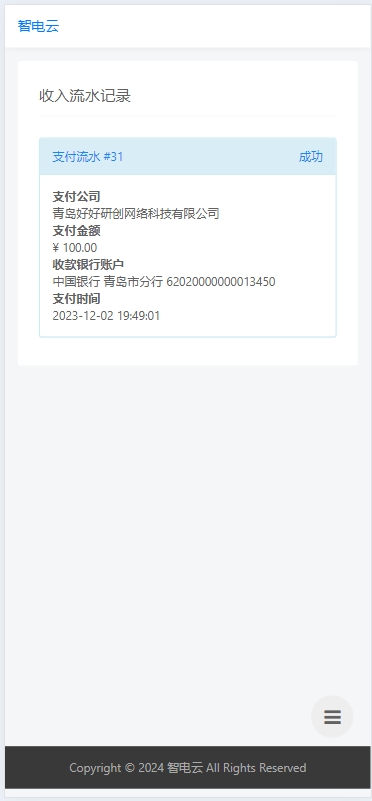 智电云
收入流水记录
支付流水 #31 成功
支付公司
青岛好好研创网络科技有限公司
支付金额
¥ 100.00
收款银行账户
中国银行 青岛市分行 62020000000013450
支付时间
2023-12-02 19:49:01
Copyright © 2024 智电云 All Rights Reserved